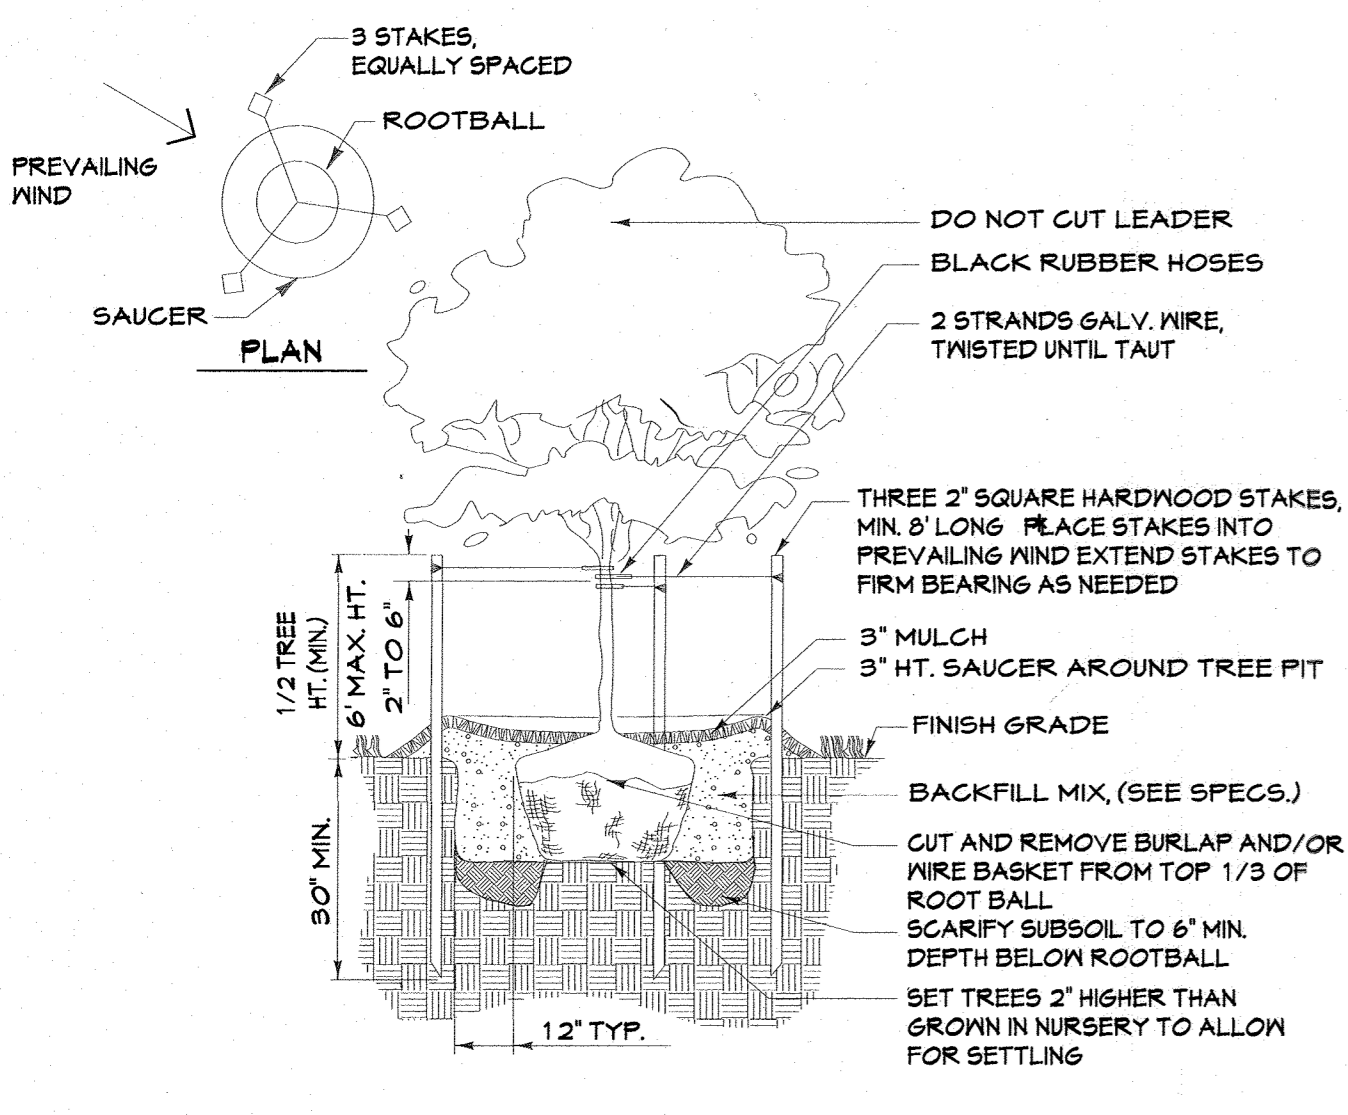 3 STAKES,
EQUALLY SPACED
ROOTBALL
PREVAILING
WIND
SAUCER
PLAN
DO NOT CUT LEADER
BLACK RUBBER HOSES
2 STRANDS GALV. WIRE,
TWISTED UNTIL TAUT
THREE 2" SQUARE HARDWOOD STAKES,
MIN. 8' LONG PLACE STAKES INTO
PREVAILING WIND EXTEND STAKES TO
FIRM BEARING AS NEEDED
1/2 TREE
HT. (MIN.)
6' MAX. HT.
2" TO 6"
3" MULCH
3" HT. SAUCER AROUND TREE PIT
FINISH GRADE
BACKFILL MIX, (SEE SPECS.)
CUT AND REMOVE BURLAP AND/OR
WIRE BASKET FROM TOP 1/3 OF
ROOT BALL
SCARIFY SUBSOIL TO 6" MIN.
DEPTH BELOW ROOTBALL
30" MIN.
SET TREES 2" HIGHER THAN
GROWN IN NURSERY TO ALLOW
FOR SETTLING
12" TYP.